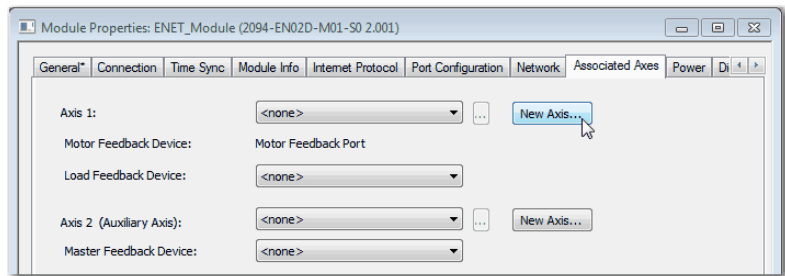 Module Properties: ENET_Module (2094-EN02D-M01-S0 2.001)
General* Connection Time Sync Module Info Internet Protocol Port Configuration Network Associated Axes Power Di
Axis 1: <none> ... New Axis...
Motor Feedback Device: Motor Feedback Port
Load Feedback Device: <none>
Axis 2 (Auxiliary Axis): <none> ... New Axis...
Master Feedback Device: <none>